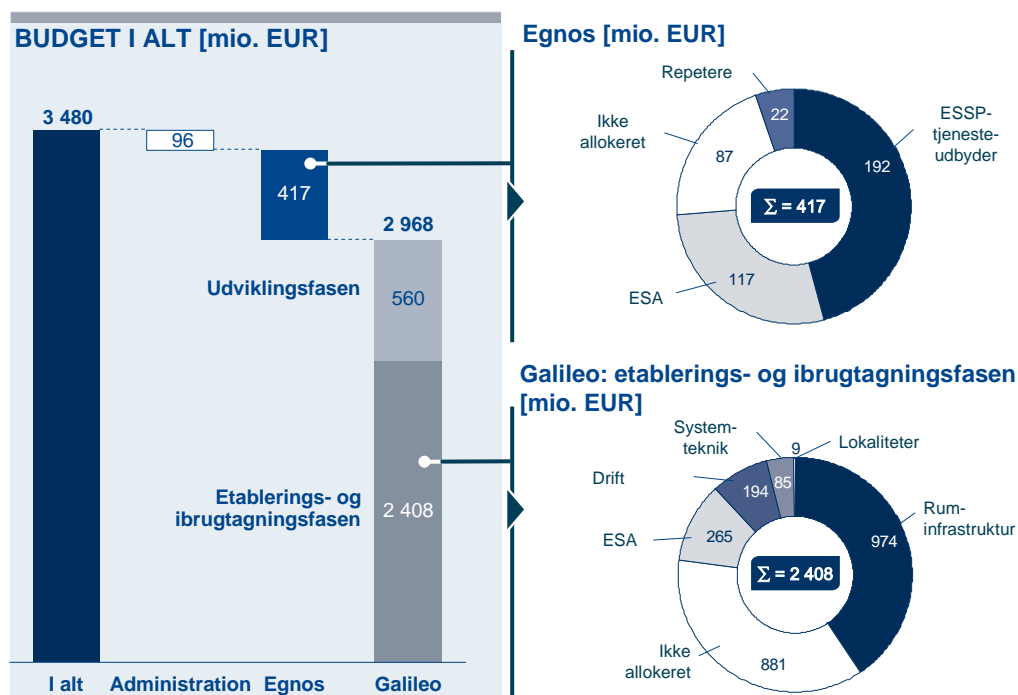 BUDGET I ALT [mio. EUR]
3 480
96
417
2 968
Udviklingsfasen
560
Etablerings- og
ibrugtagningsfasen
2 408
I alt
Administration
Egnos
Galileo
Egnos [mio. EUR]
Repetere
22
Ikke
allokeret
87
ESSP-
tjeneste-
udbyder
192
Σ = 417
117
ESA
Galileo: etablerings- og ibrugtagningsfasen
[mio. EUR]
System-
teknik
9
Lokaliteter
Drift
194
85
ESA
265
Rum-
infrastruktur
974
Σ = 2 408
Ikke
allokeret
881